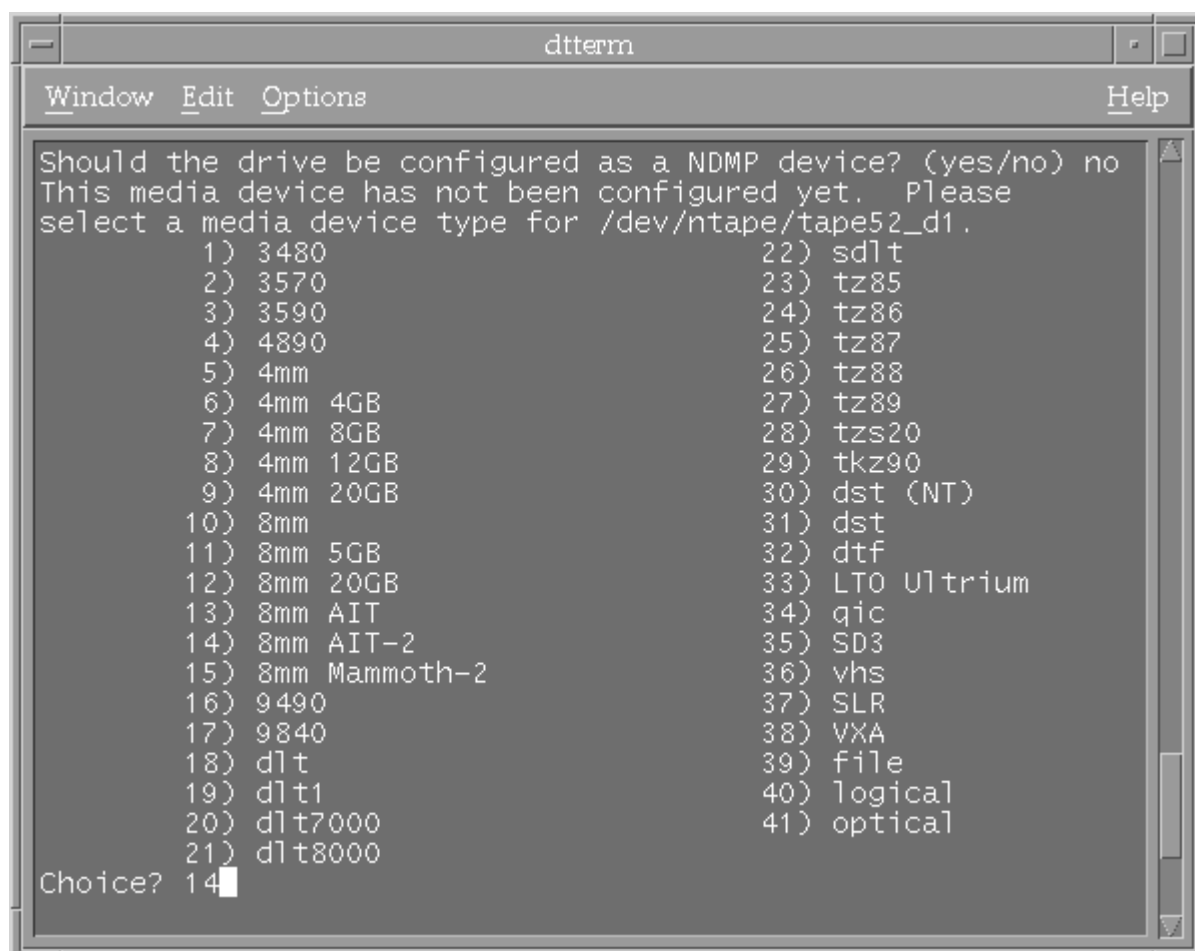 dtterm
Window Edit Options Help
Should the drive be configured as a NDMP device? (yes/no) no
This media device has not been configured yet.  Please
select a media device type for /dev/ntape/tape52_d1.
1) 3480 22) sdlt
2) 3570 23) tz85
3) 3590 24) tz86
4) 4890 25) tz87
5) 4mm 26) tz88
6) 4mm 4GB 27) tz89
7) 4mm 8GB 28) tzs20
8) 4mm 12GB 29) tkz90
9) 4mm 20GB 30) dst (NT)
10) 8mm 31) dst
11) 8mm 5GB 32) dtf
12) 8mm 20GB 33) LTO Ultrium
13) 8mm AIT 34) qic
14) 8mm AIT-2 35) SD3
15) 8mm Mammoth-2 36) vhs
16) 9490 37) SLR
17) 9840 38) VXA
18) dlt 39) file
19) dlt1 40) logical
20) dlt7000 41) optical
21) dlt8000
Choice? 14